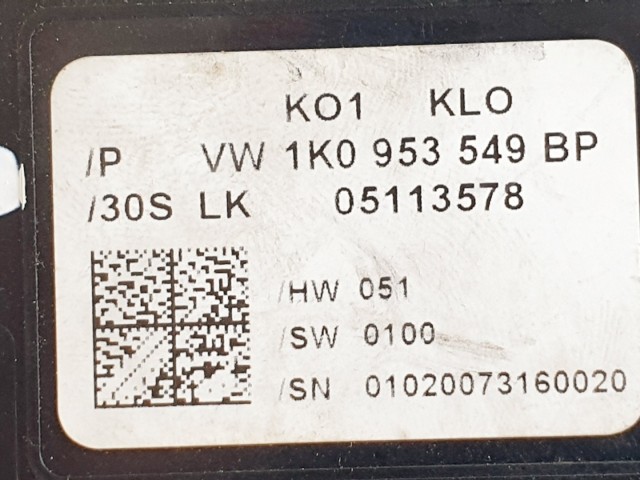 KO1 KLO
/P VW 1K0 953 549 BP
/30S LK 05113578
/HW 051
/SW 0100
/SN 01020073160020